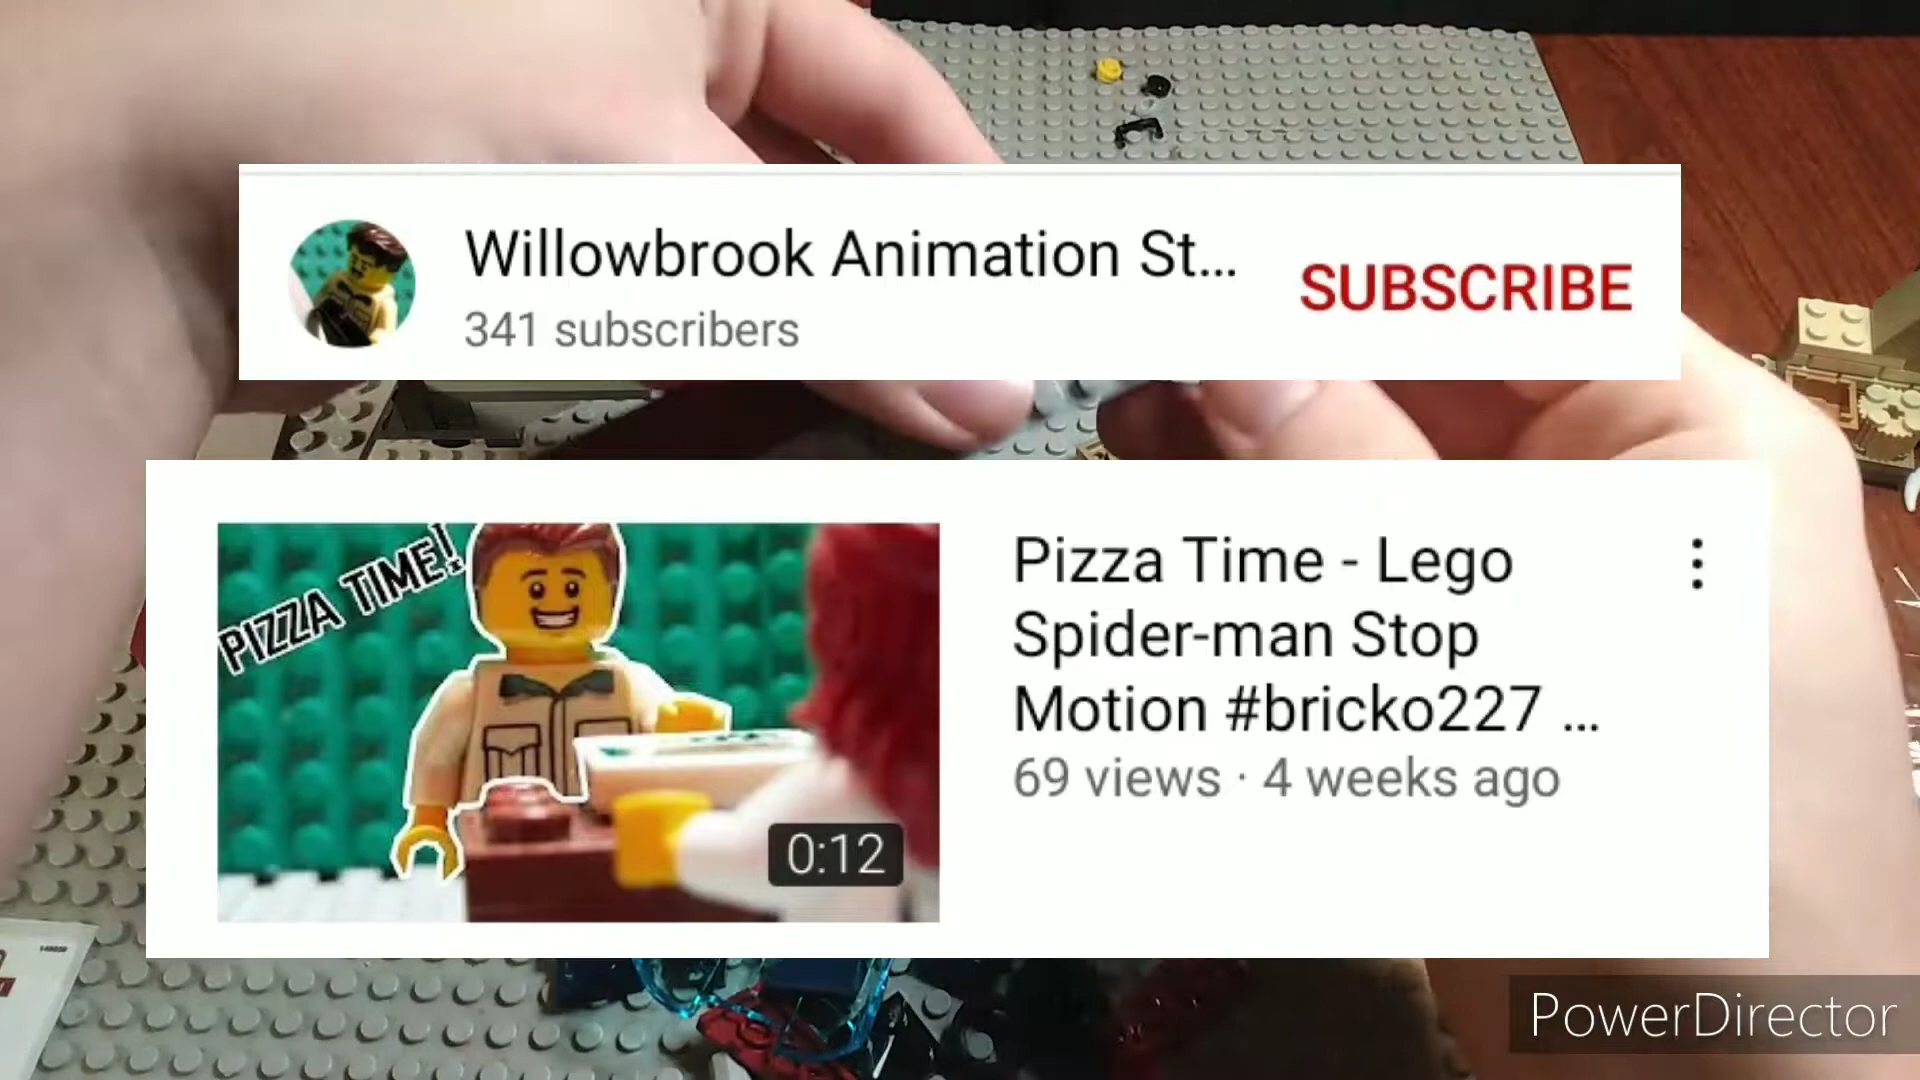 Willowbrook Animation St...
341 subscribers
SUBSCRIBE
PIZZA TIME!
0:12
Pizza Time - Lego
Spider-man Stop
Motion #bricko227 ...
69 views · 4 weeks ago
PowerDirector